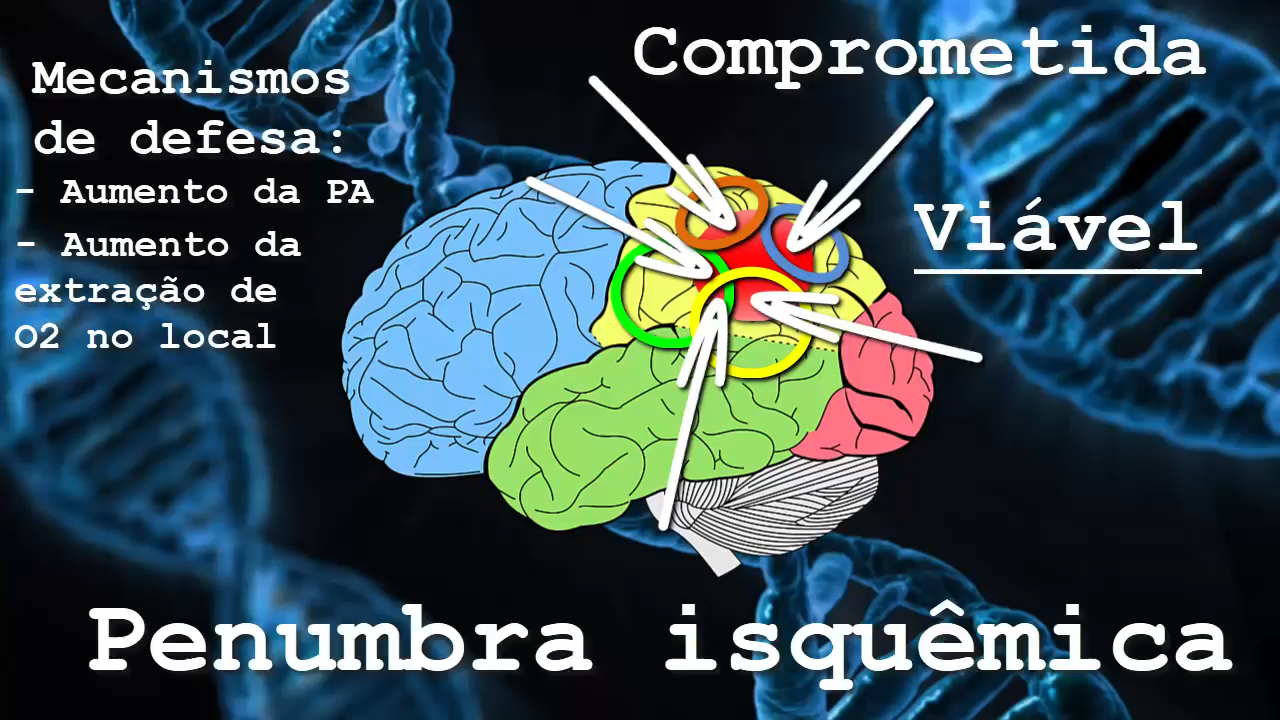 Mecanismos
de defesa:
- Aumento da PA
- Aumento da
extração de
O2 no local
Comprometida
Viável
Penumbra isquêmica